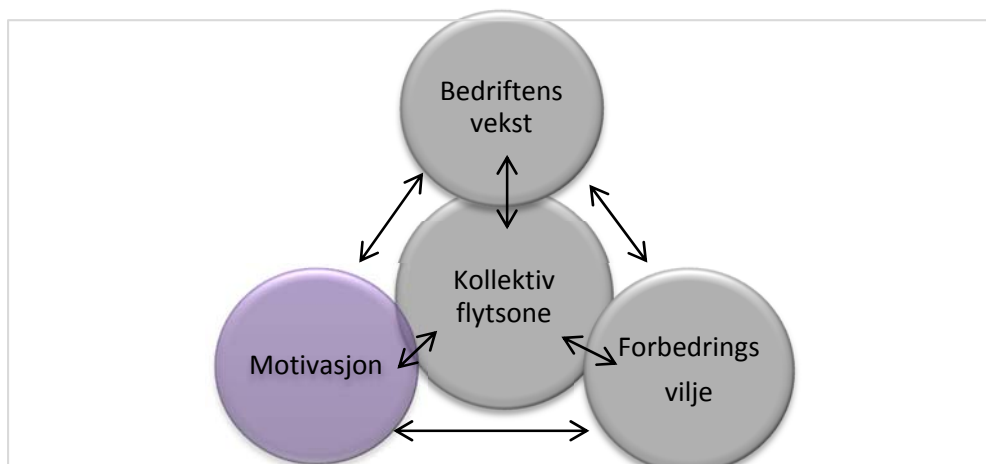 Bedriftens
vekst
Kollektiv
flytsone
Motivasjon
Forbedrings
vilje